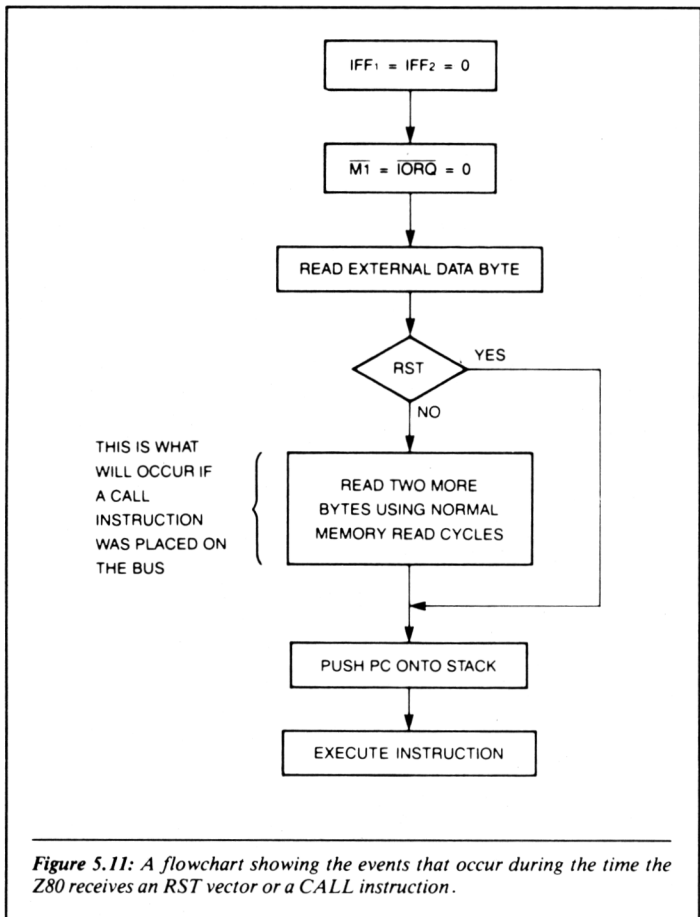 IFF₁ = IFF₂ = 0
M̅1̅ = I̅O̅R̅Q̅ = 0
READ EXTERNAL DATA BYTE
RST
YES
NO
THIS IS WHAT
WILL OCCUR IF
A CALL
INSTRUCTION
WAS PLACED ON
THE BUS
READ TWO MORE
BYTES USING NORMAL
MEMORY READ CYCLES
PUSH PC ONTO STACK
EXECUTE INSTRUCTION
Figure 5.11: A flowchart showing the events that occur during the time the
Z80 receives an RST vector or a CALL instruction.